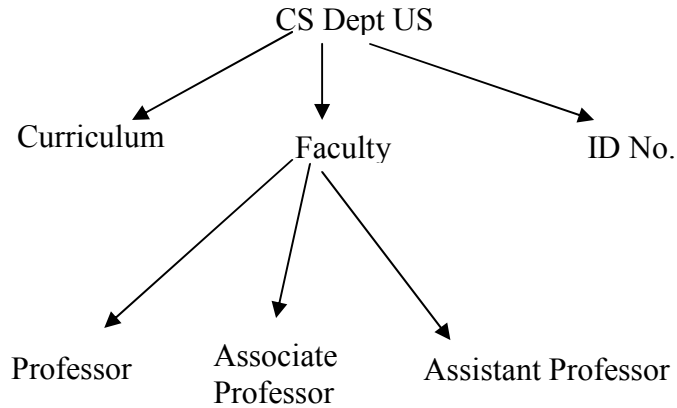 CS Dept US
Curriculum
Faculty
ID No.
Professor
Associate
Professor
Assistant Professor